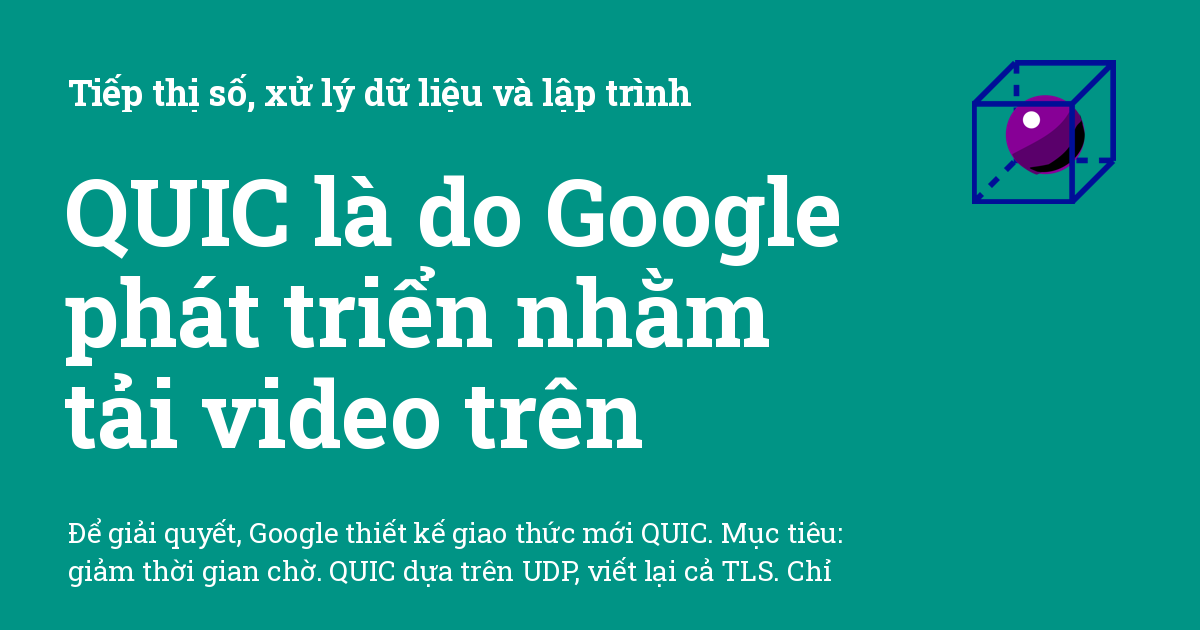 Tiếp thị số, xử lý dữ liệu và lập trình
QUIC là do Google
phát triển nhằm
tải video trên
Để giải quyết, Google thiết kế giao thức mới QUIC. Mục tiêu:
giảm thời gian chờ. QUIC dựa trên UDP, viết lại cả TLS. Chỉ